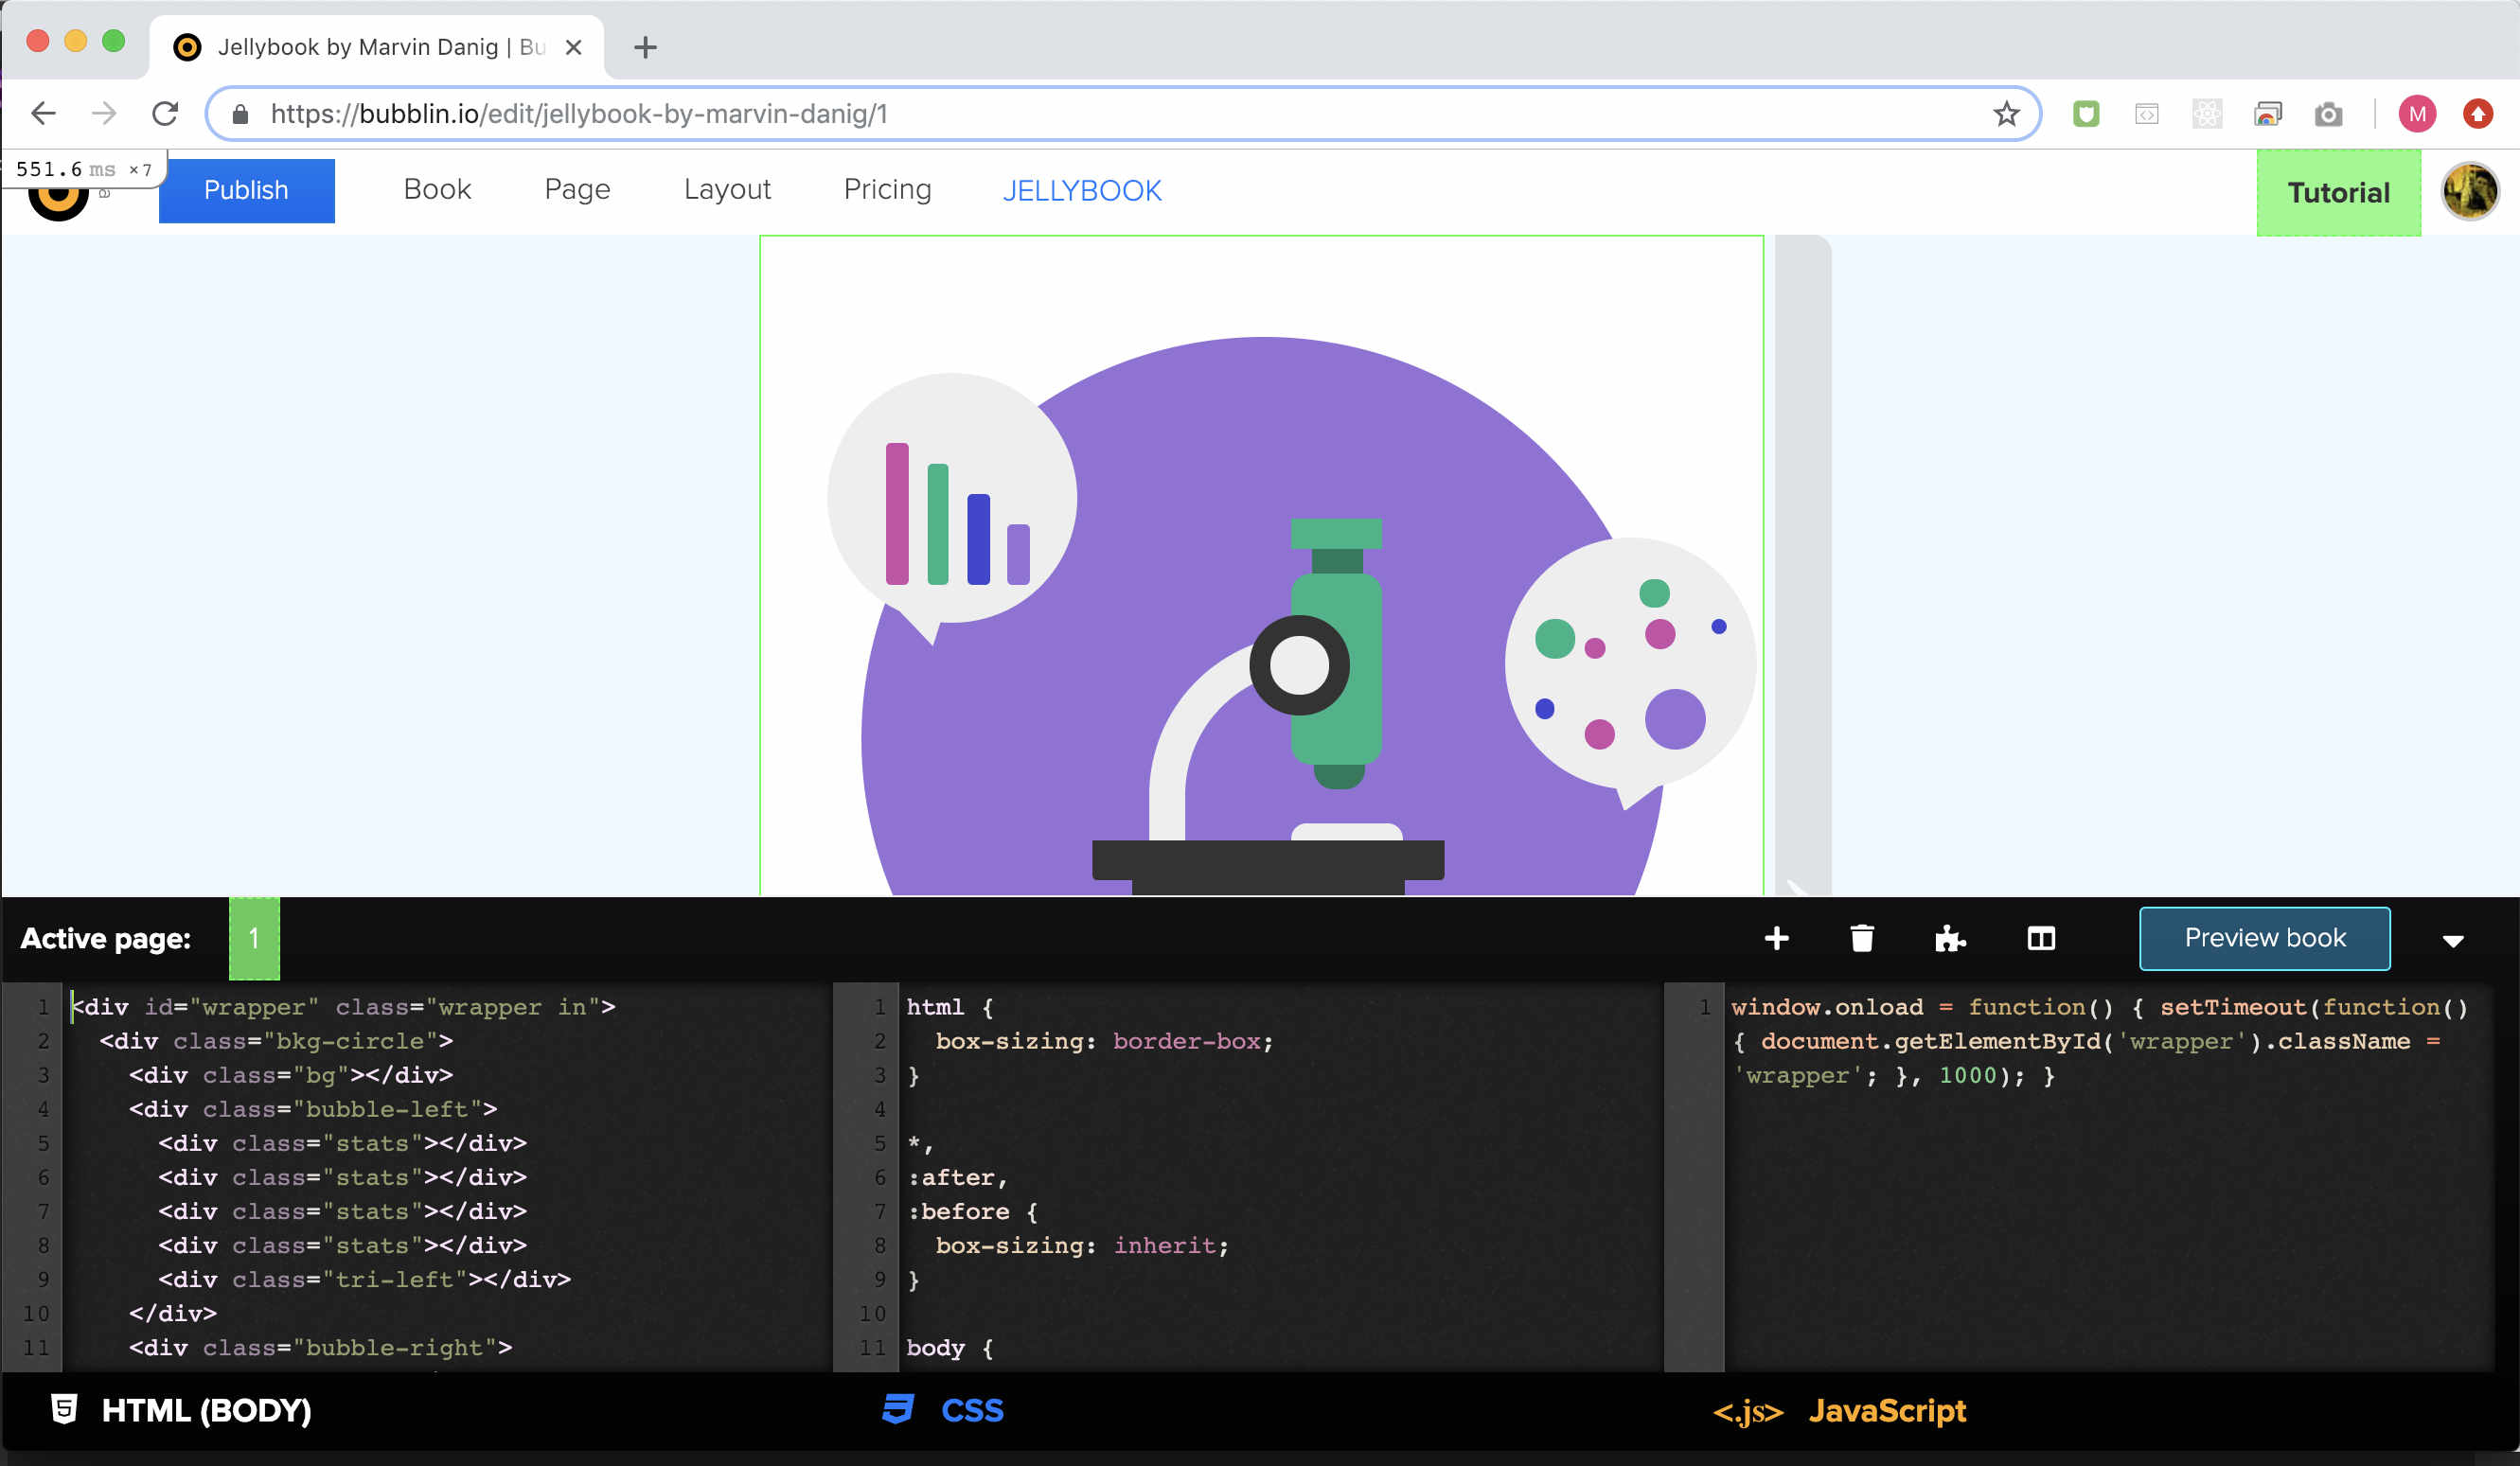 Jellybook by Marvin Danig | Bu
https://bubblin.io/edit/jellybook-by-marvin-danig/1
M
551.6 ms ×7
Publish
Book
Page
Layout
Pricing
JELLYBOOK
Tutorial
Active page:
1
Preview book
1 <div id="wrapper" class="wrapper in">
2 <div class="bkg-circle">
3 <div class="bg"></div>
4 <div class="bubble-left">
5 <div class="stats"></div>
6 <div class="stats"></div>
7 <div class="stats"></div>
8 <div class="stats"></div>
9 <div class="tri-left"></div>
10 </div>
11 <div class="bubble-right">
1 html {
2 box-sizing: border-box;
3 }
4
5 *,
6 :after,
7 :before {
8 box-sizing: inherit;
9 }
10
11 body {
1 window.onload = function() { setTimeout(function()
{ document.getElementById('wrapper').className =
'wrapper'; }, 1000); }
5 HTML (BODY)
CSS
<.js> JavaScript